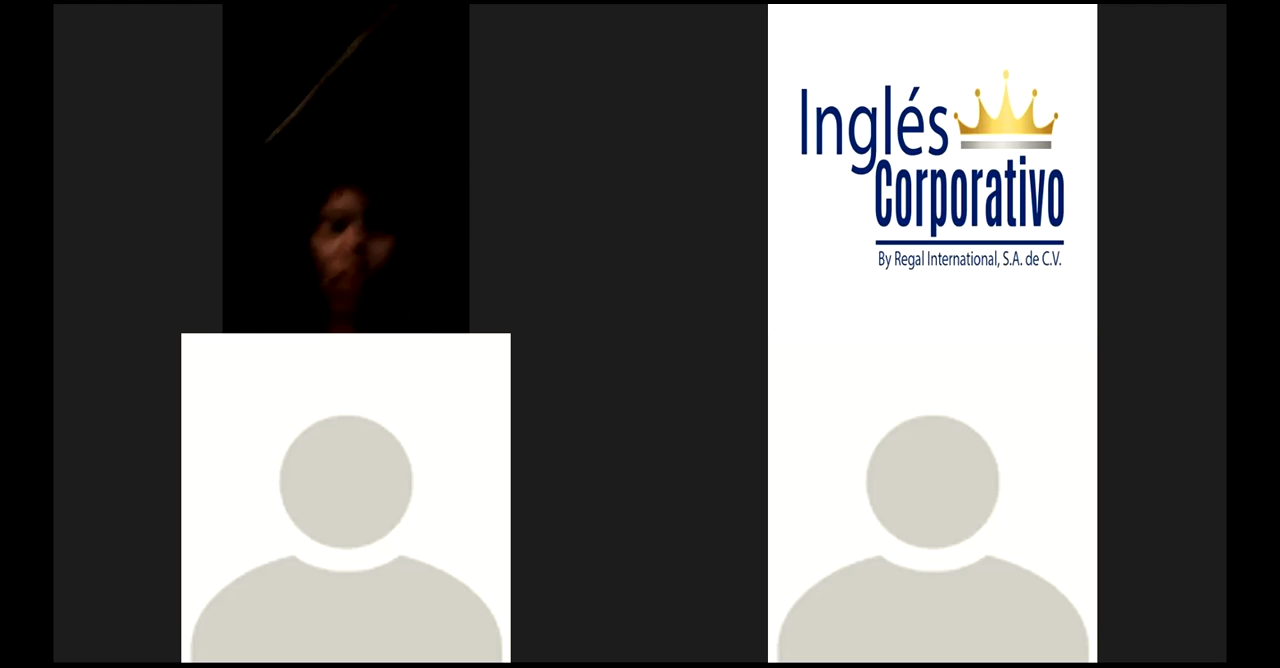 Inglés
Corporativo
By Regal International, S.A. de C.V.